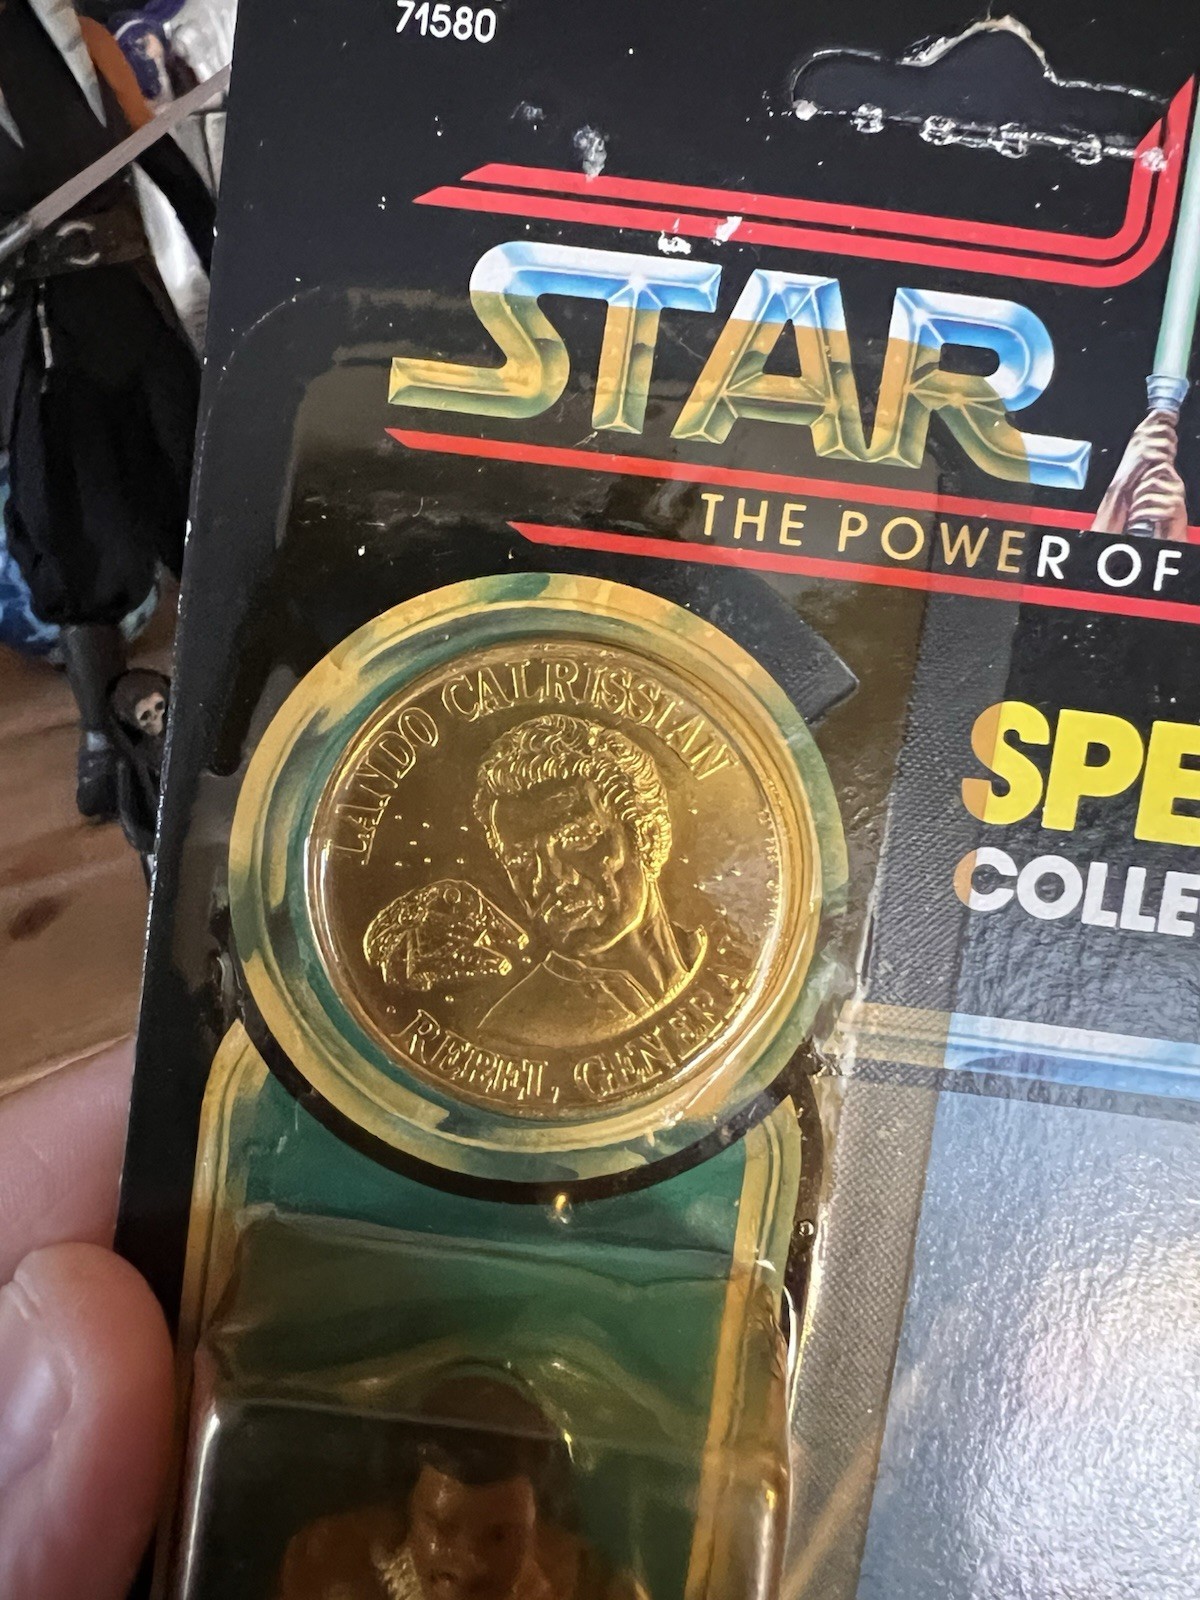 71580
STAR
THE POWER OF
LANDO CALRISSIAN
REBEL GENERAL
SPE
COLLE